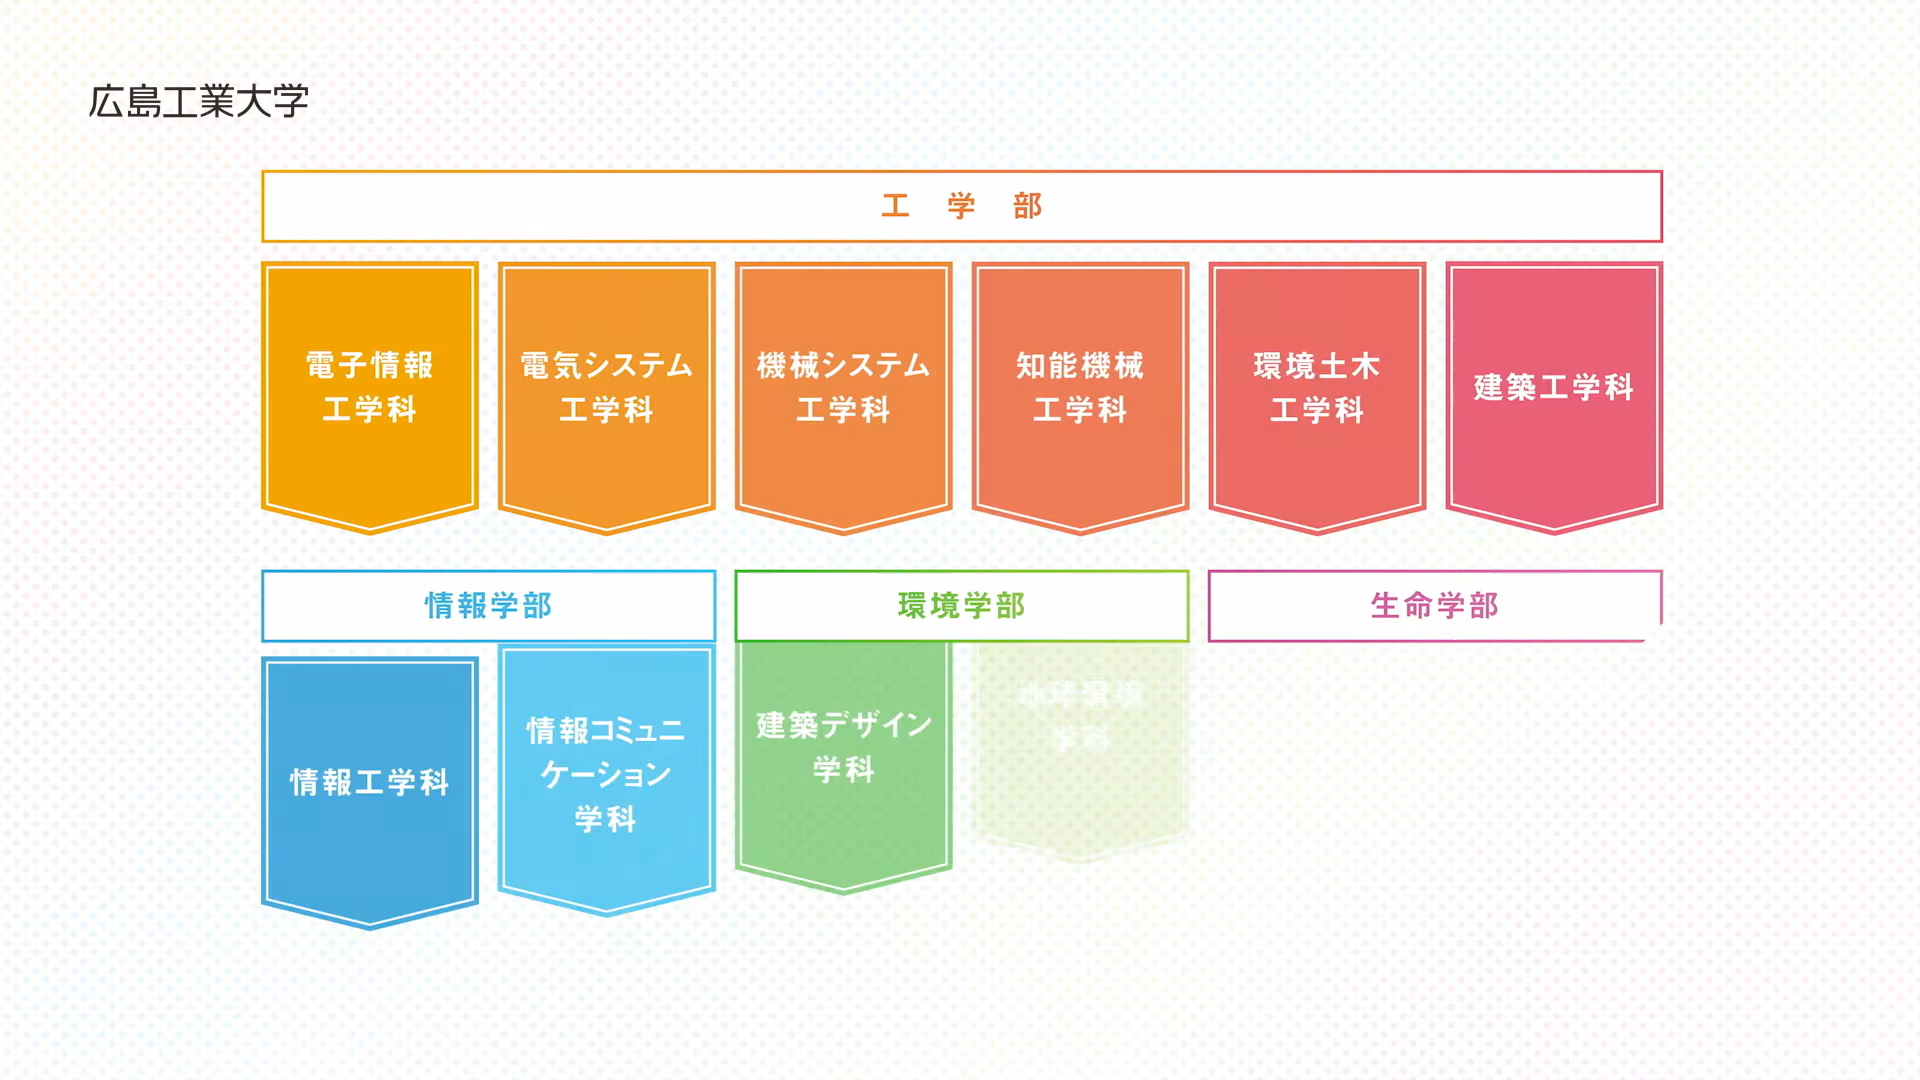 広島工業大学
工 学 部
電子情報
工学科
電気システム
工学科
機械システム
工学科
知能機械
工学科
環境土木
工学科
建築工学科
情報学部
環境学部
生命学部
情報工学科
情報コミュニ
ケーション
学科
建築デザイン
学科
学科